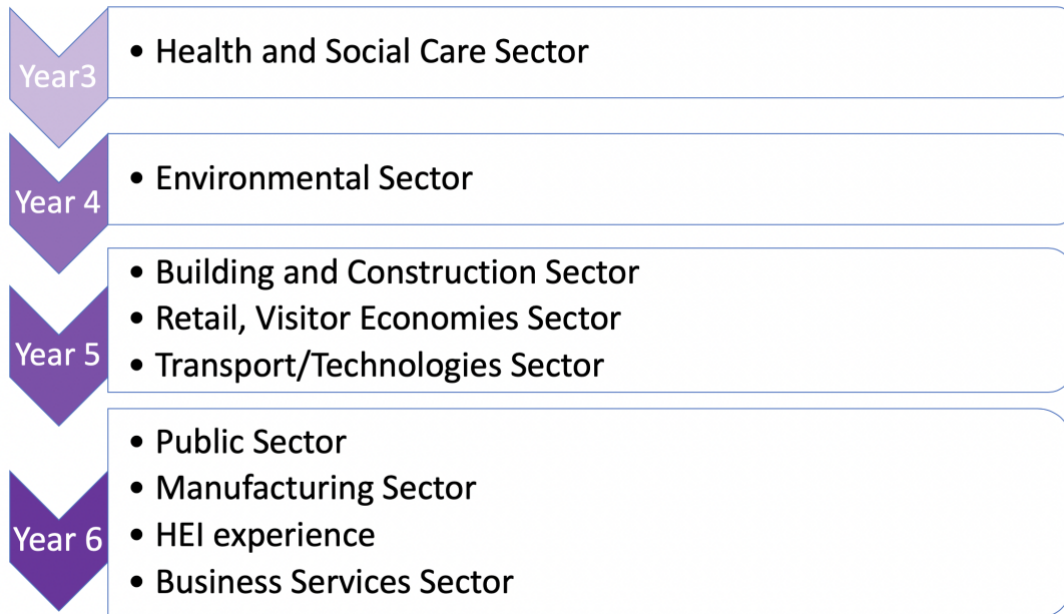 Year3
• Health and Social Care Sector
Year 4
• Environmental Sector
Year 5
• Building and Construction Sector
• Retail, Visitor Economies Sector
• Transport/Technologies Sector
Year 6
• Public Sector
• Manufacturing Sector
• HEI experience
• Business Services Sector